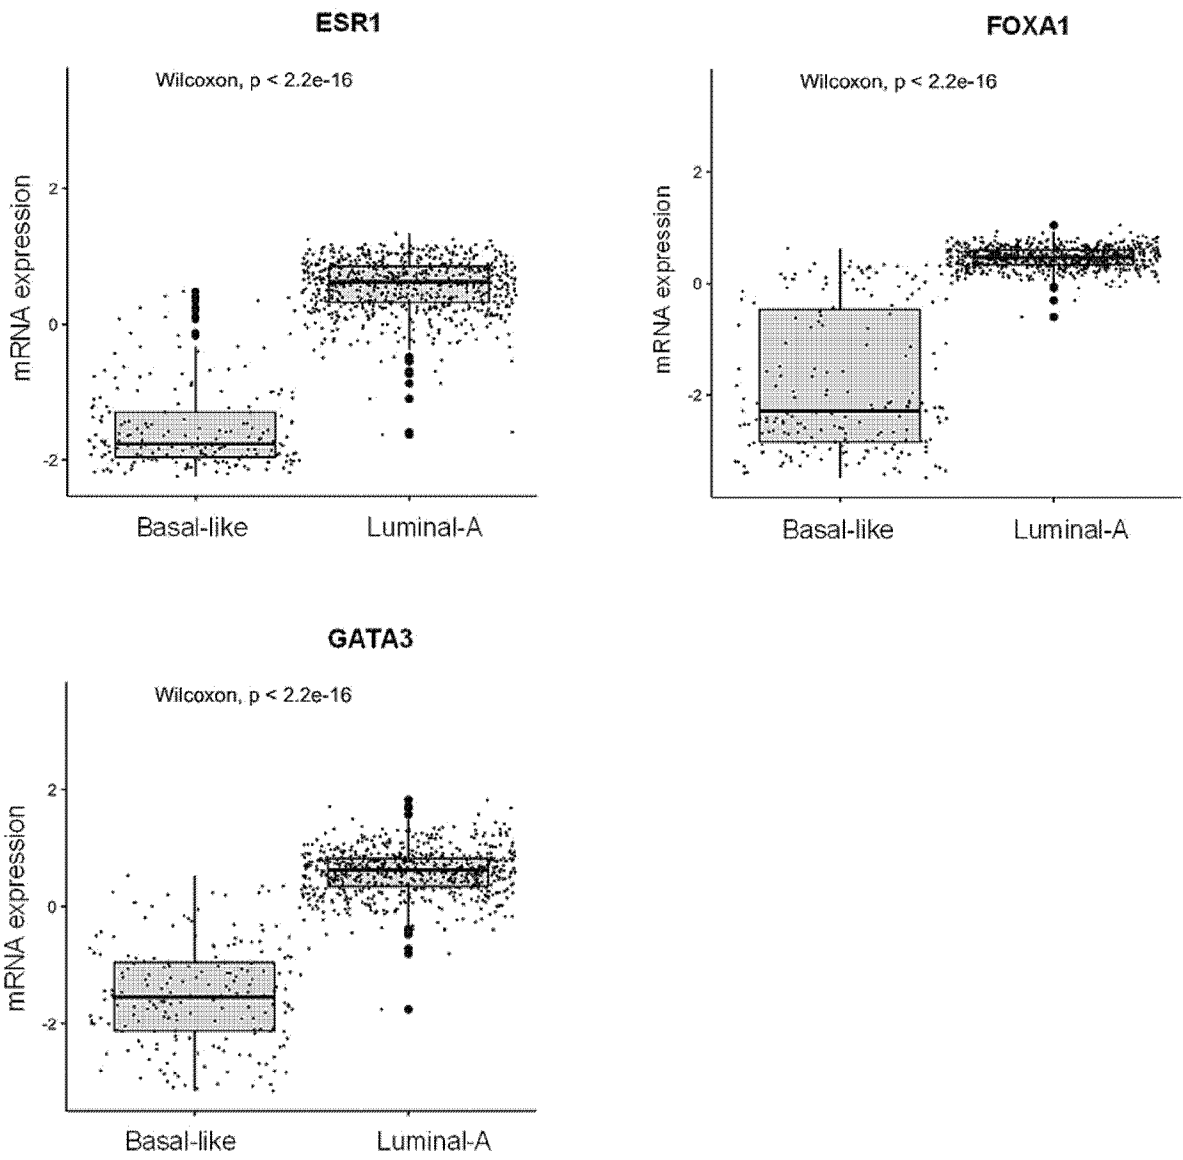 ESR1
Wilcoxon, p < 2.2e-16
mRNA expression
2
0
-2
Basal-like
Luminal-A
FOXA1
Wilcoxon, p < 2.2e-16
mRNA expression
2
0
-2
Basal-like
Luminal-A
GATA3
Wilcoxon, p < 2.2e-16
mRNA expression
2
0
-2
Basal-like
Luminal-A